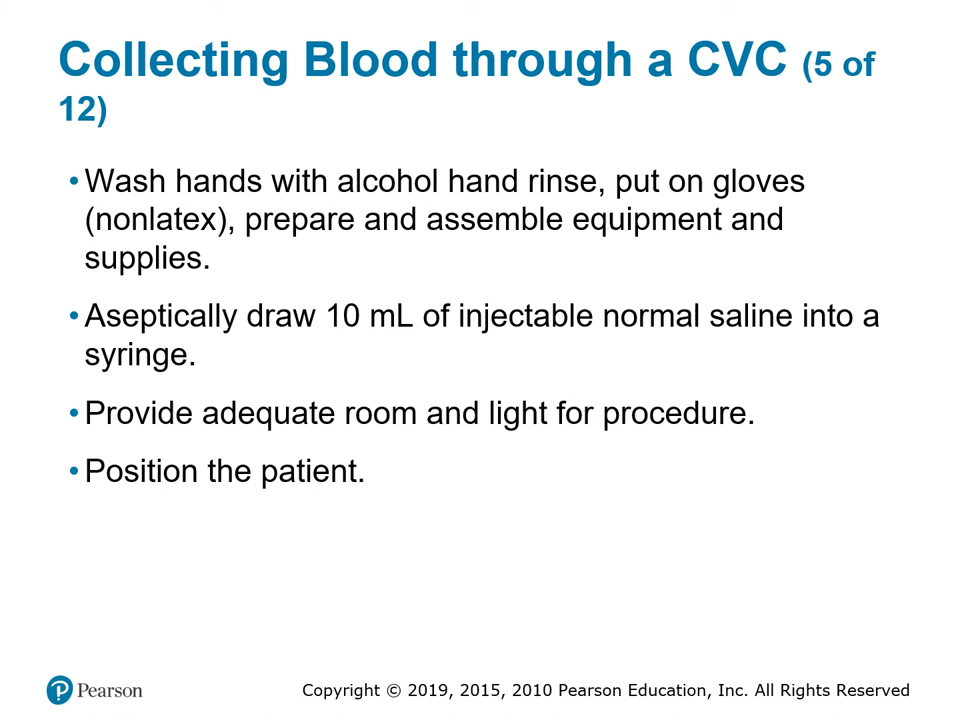 Collecting Blood through a CVC (5 of
12)
• Wash hands with alcohol hand rinse, put on gloves
(nonlatex), prepare and assemble equipment and
supplies.
• Aseptically draw 10 mL of injectable normal saline into a
syringe.
• Provide adequate room and light for procedure.
• Position the patient.
Pearson
Copyright © 2019, 2015, 2010 Pearson Education, Inc. All Rights Reserved